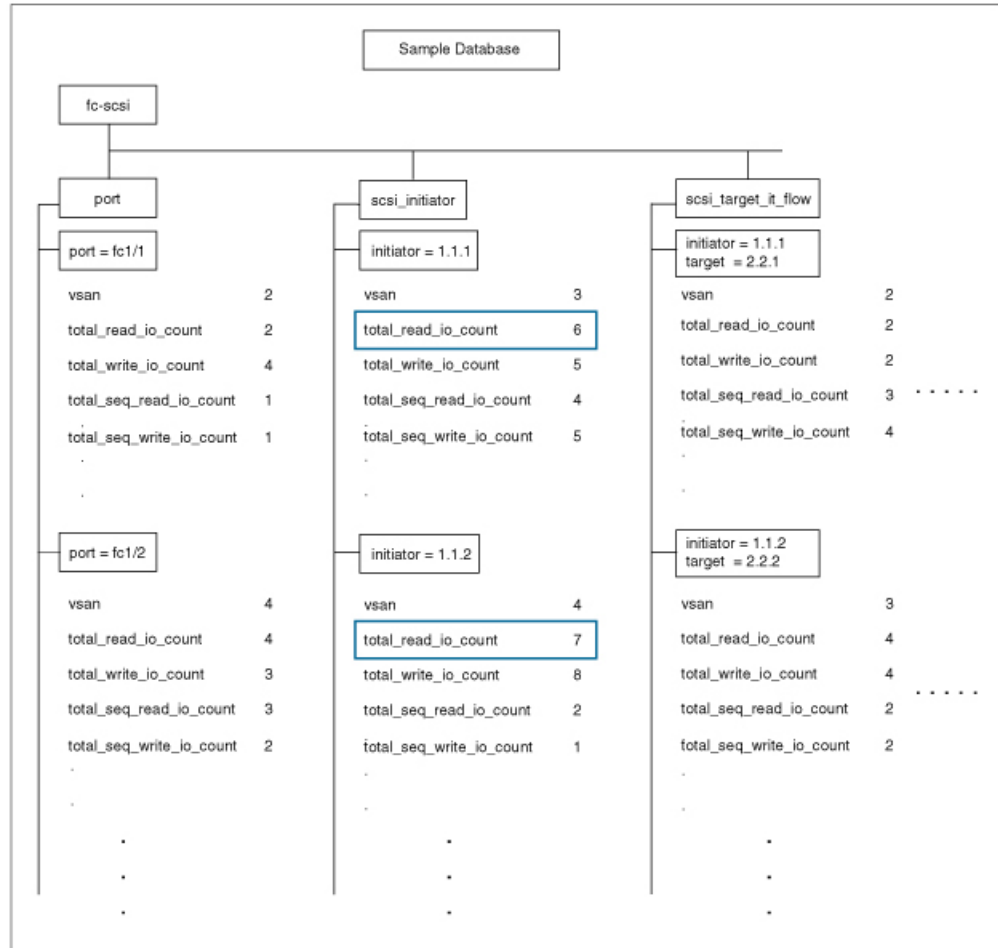 Sample Database
fc-scsi
port
port = fc1/1
vsan 2
total_read_io_count 2
total_write_io_count 4
total_seq_read_io_count 1
total_seq_write_io_count 1
port = fc1/2
vsan 4
total_read_io_count 4
total_write_io_count 3
total_seq_read_io_count 3
total_seq_write_io_count 2
scsi_initiator
initiator = 1.1.1
vsan 3
total_read_io_count 6
total_write_io_count 5
total_seq_read_io_count 4
total_seq_write_io_count 5
initiator = 1.1.2
vsan 4
total_read_io_count 7
total_write_io_count 8
total_seq_read_io_count 2
total_seq_write_io_count 1
scsi_target_it_flow
initiator = 1.1.1
target = 2.2.1
vsan 2
total_read_io_count 2
total_write_io_count 2
total_seq_read_io_count 3
total_seq_write_io_count 4
initiator = 1.1.2
target = 2.2.2
vsan 3
total_read_io_count 4
total_write_io_count 4
total_seq_read_io_count 2
total_seq_write_io_count 2